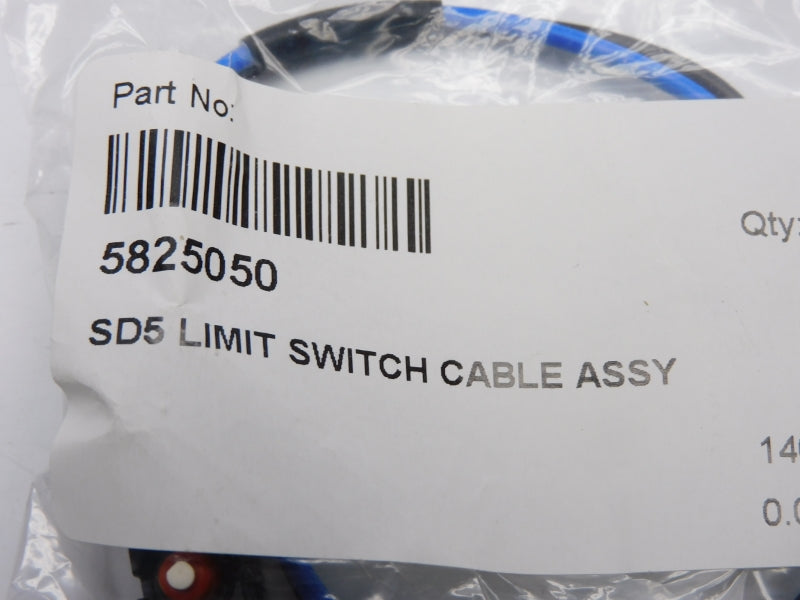 Part No:
5825050
Qty:
SD5 LIMIT SWITCH CABLE ASSY